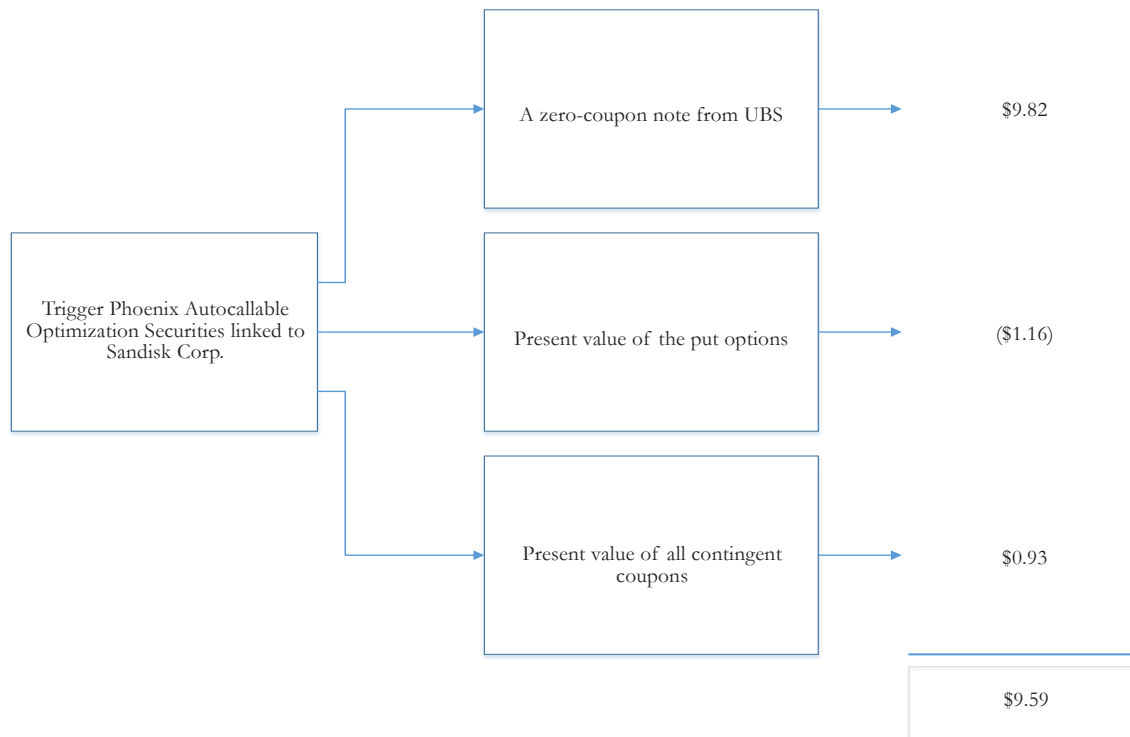 A zero-coupon note from UBS
$9.82
Trigger Phoenix Autocallable
Optimization Securities linked to
Sandisk Corp.
Present value of the put options
($1.16)
Present value of all contingent
coupons
$0.93
$9.59